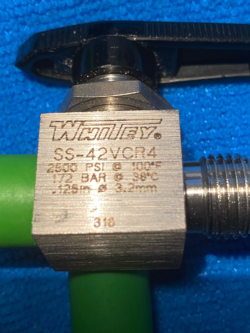 WHITEY®
SS-42VCR4
2500 PSI @ 100°F
172 BAR @ 38°C
.125in Ø 3.2mm
316